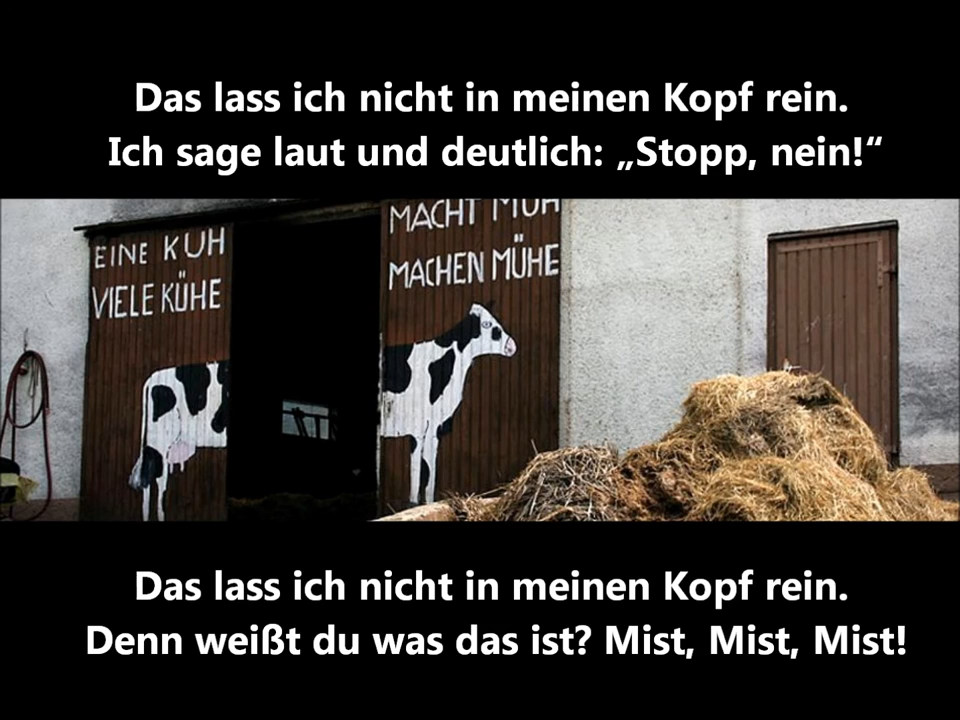 Das lass ich nicht in meinen Kopf rein.
Ich sage laut und deutlich: „Stopp, nein!“
EINE KUH MACHT MUH
VIELE KÜHE MACHEN MÜHE
Das lass ich nicht in meinen Kopf rein.
Denn weißt du was das ist? Mist, Mist, Mist!